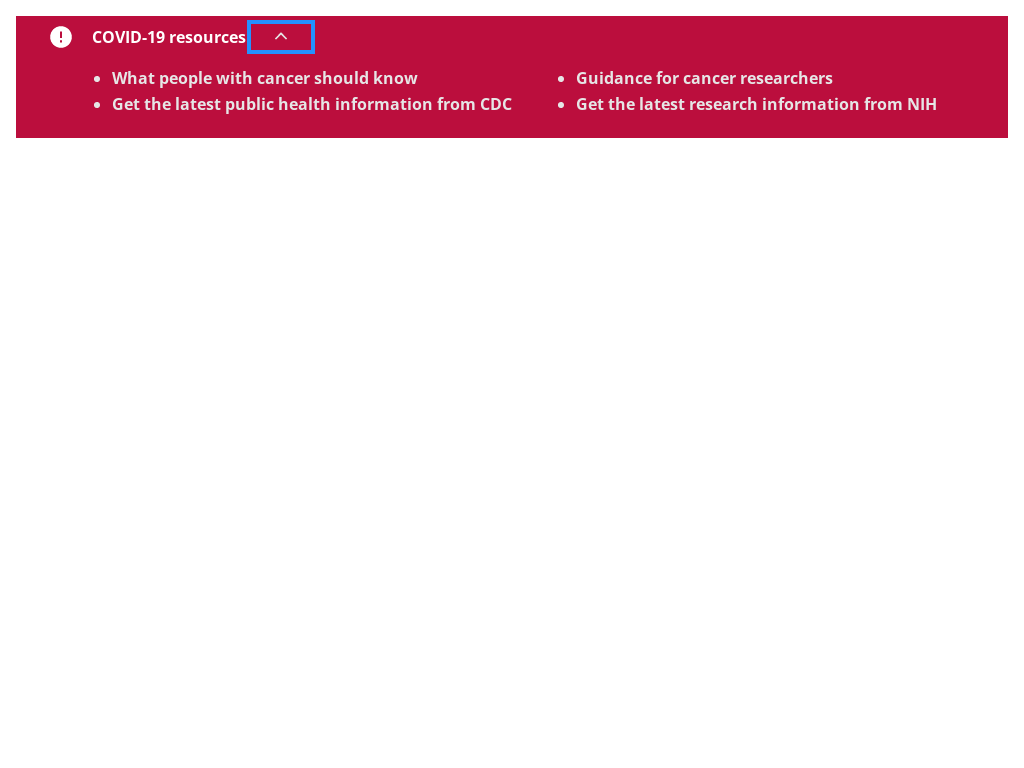 COVID-19 resources
What people with cancer should know
Get the latest public health information from CDC
Guidance for cancer researchers
Get the latest research information from NIH